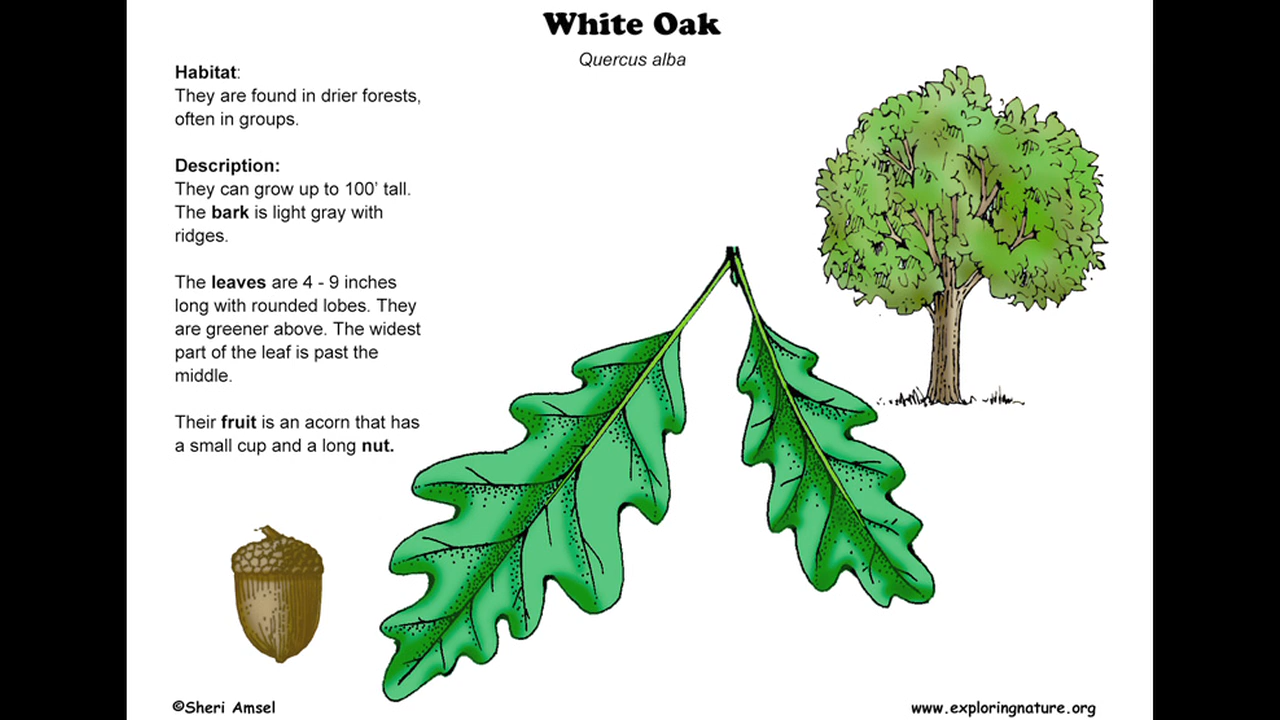 White Oak
Quercus alba
Habitat:
They are found in drier forests,
often in groups.
Description:
They can grow up to 100' tall.
The bark is light gray with
ridges.
The leaves are 4 - 9 inches
long with rounded lobes. They
are greener above. The widest
part of the leaf is past the
middle.
Their fruit is an acorn that has
a small cup and a long nut.
©Sheri Amsel
www.exploringnature.org